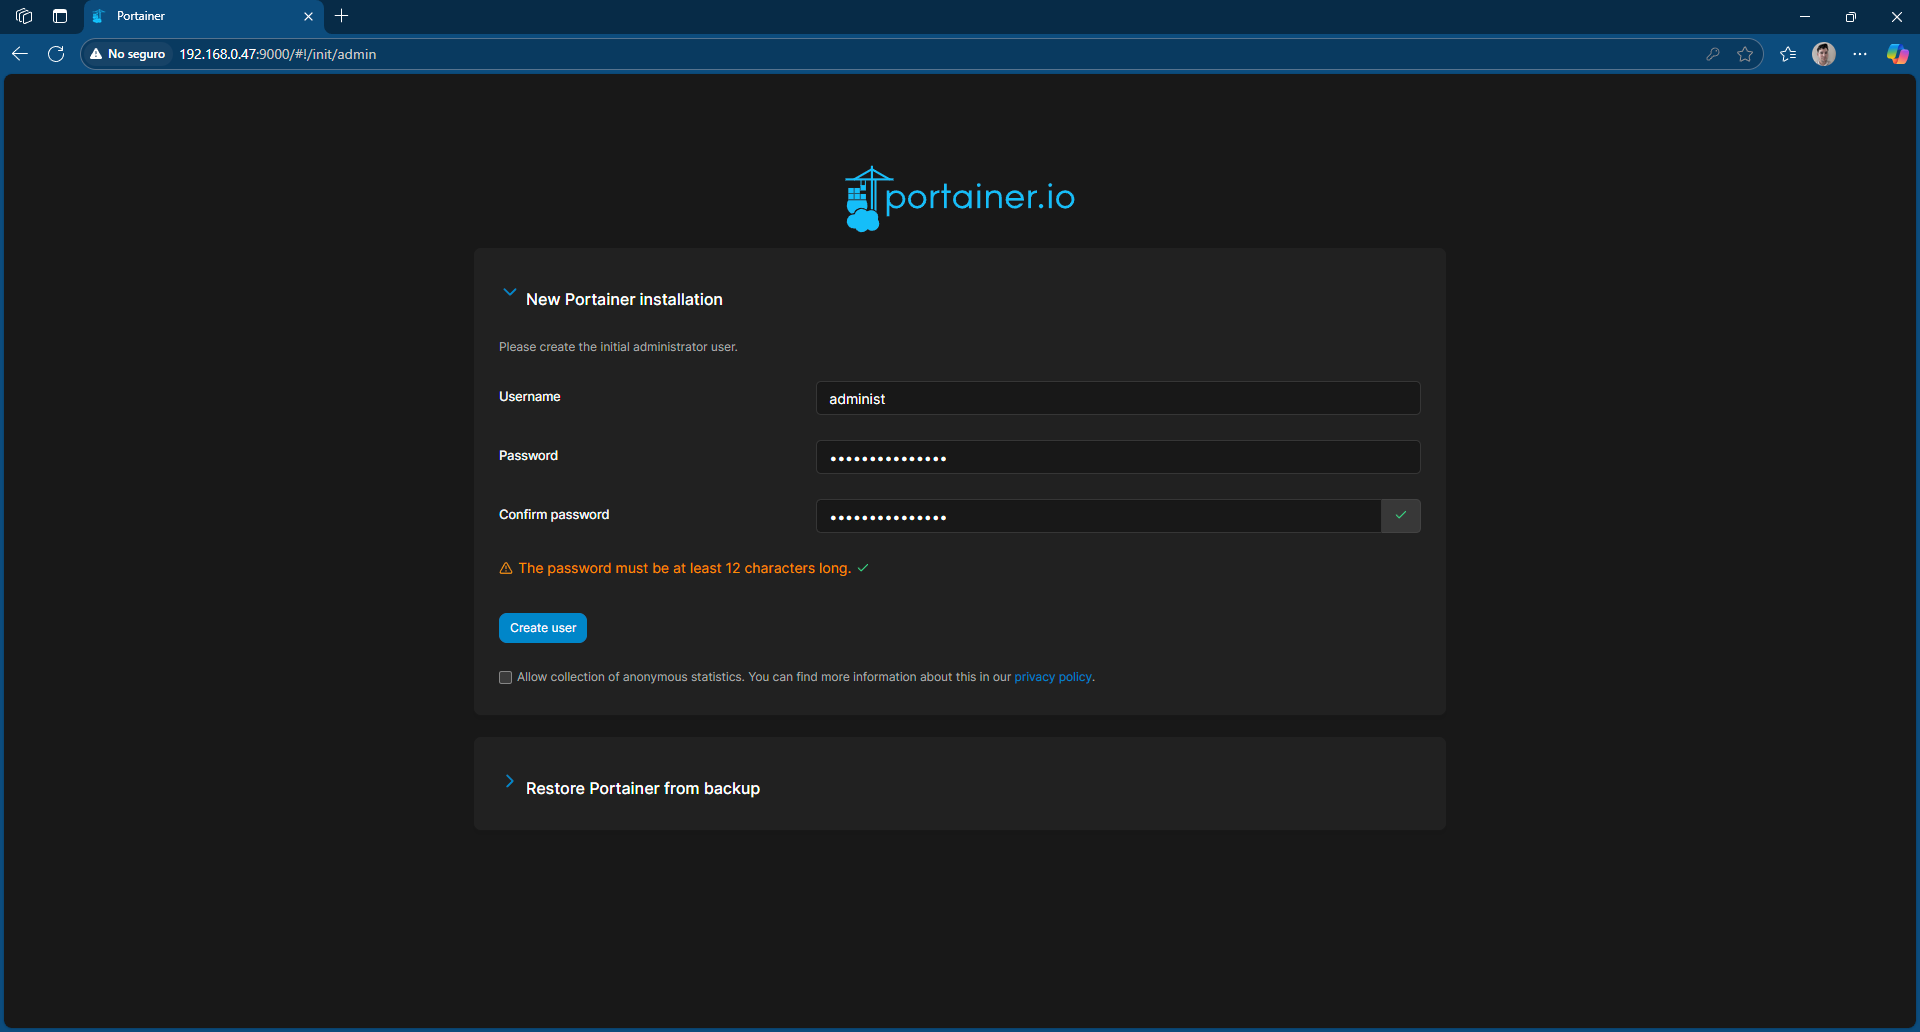 Portainer
No seguro 192.168.0.47:9000/#!/init/admin
portainer.io
New Portainer installation
Please create the initial administrator user.
Username
administ
Password
•••••••••••••••
Confirm password
•••••••••••••••
The password must be at least 12 characters long.
Create user
Allow collection of anonymous statistics. You can find more information about this in our privacy policy.
Restore Portainer from backup